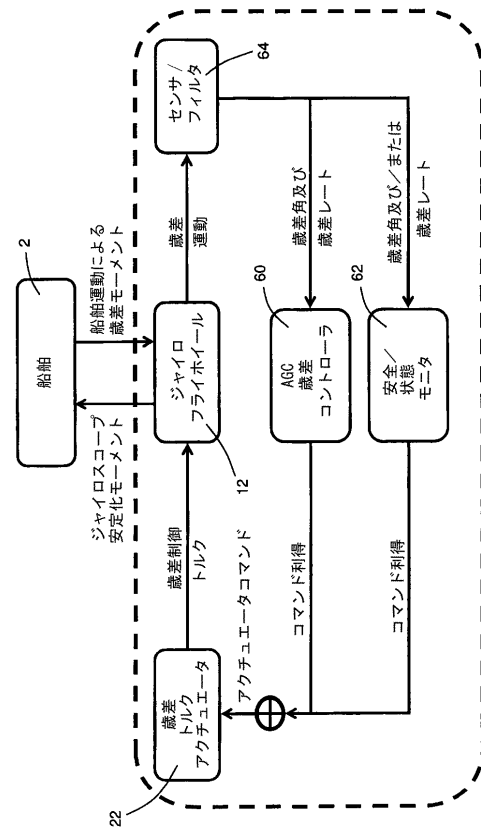 2
船舶
ジャイロスコープ
安定化モーメント
船舶運動による
歳差モーメント
22
歳差
トルク
アクチュエータ
歳差制御
トルク
12
ジャイロ
フライホイール
歳差
運動
64
センサ/
フィルタ
アクチュエータコマンド
コマンド利得
60
AGC
歳差
コントローラ
歳差角及び
歳差レート
コマンド利得
62
安全/
状態
モニタ
歳差角及び/または
歳差レート